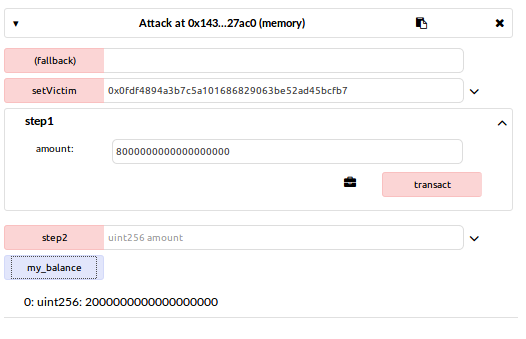 Attack at 0x143...27ac0 (memory)
(fallback)
setVictim 0x0fdf4894a3b7c5a101686829063be52ad45bcfb7
step1
amount: 8000000000000000000
transact
step2 uint256 amount
my_balance
0: uint256: 2000000000000000000